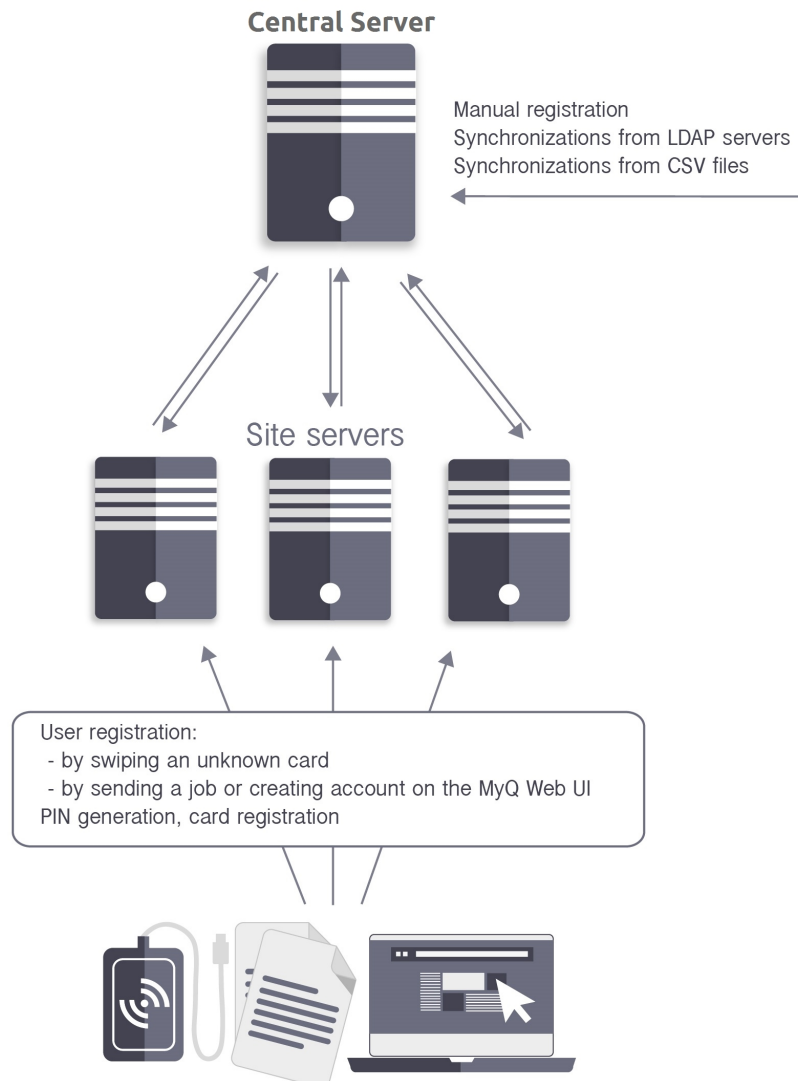 Central Server
Manual registration
Synchronizations from LDAP servers
Synchronizations from CSV files
Site servers
User registration:
- by swiping an unknown card
- by sending a job or creating account on the MyQ Web UI
PIN generation, card registration